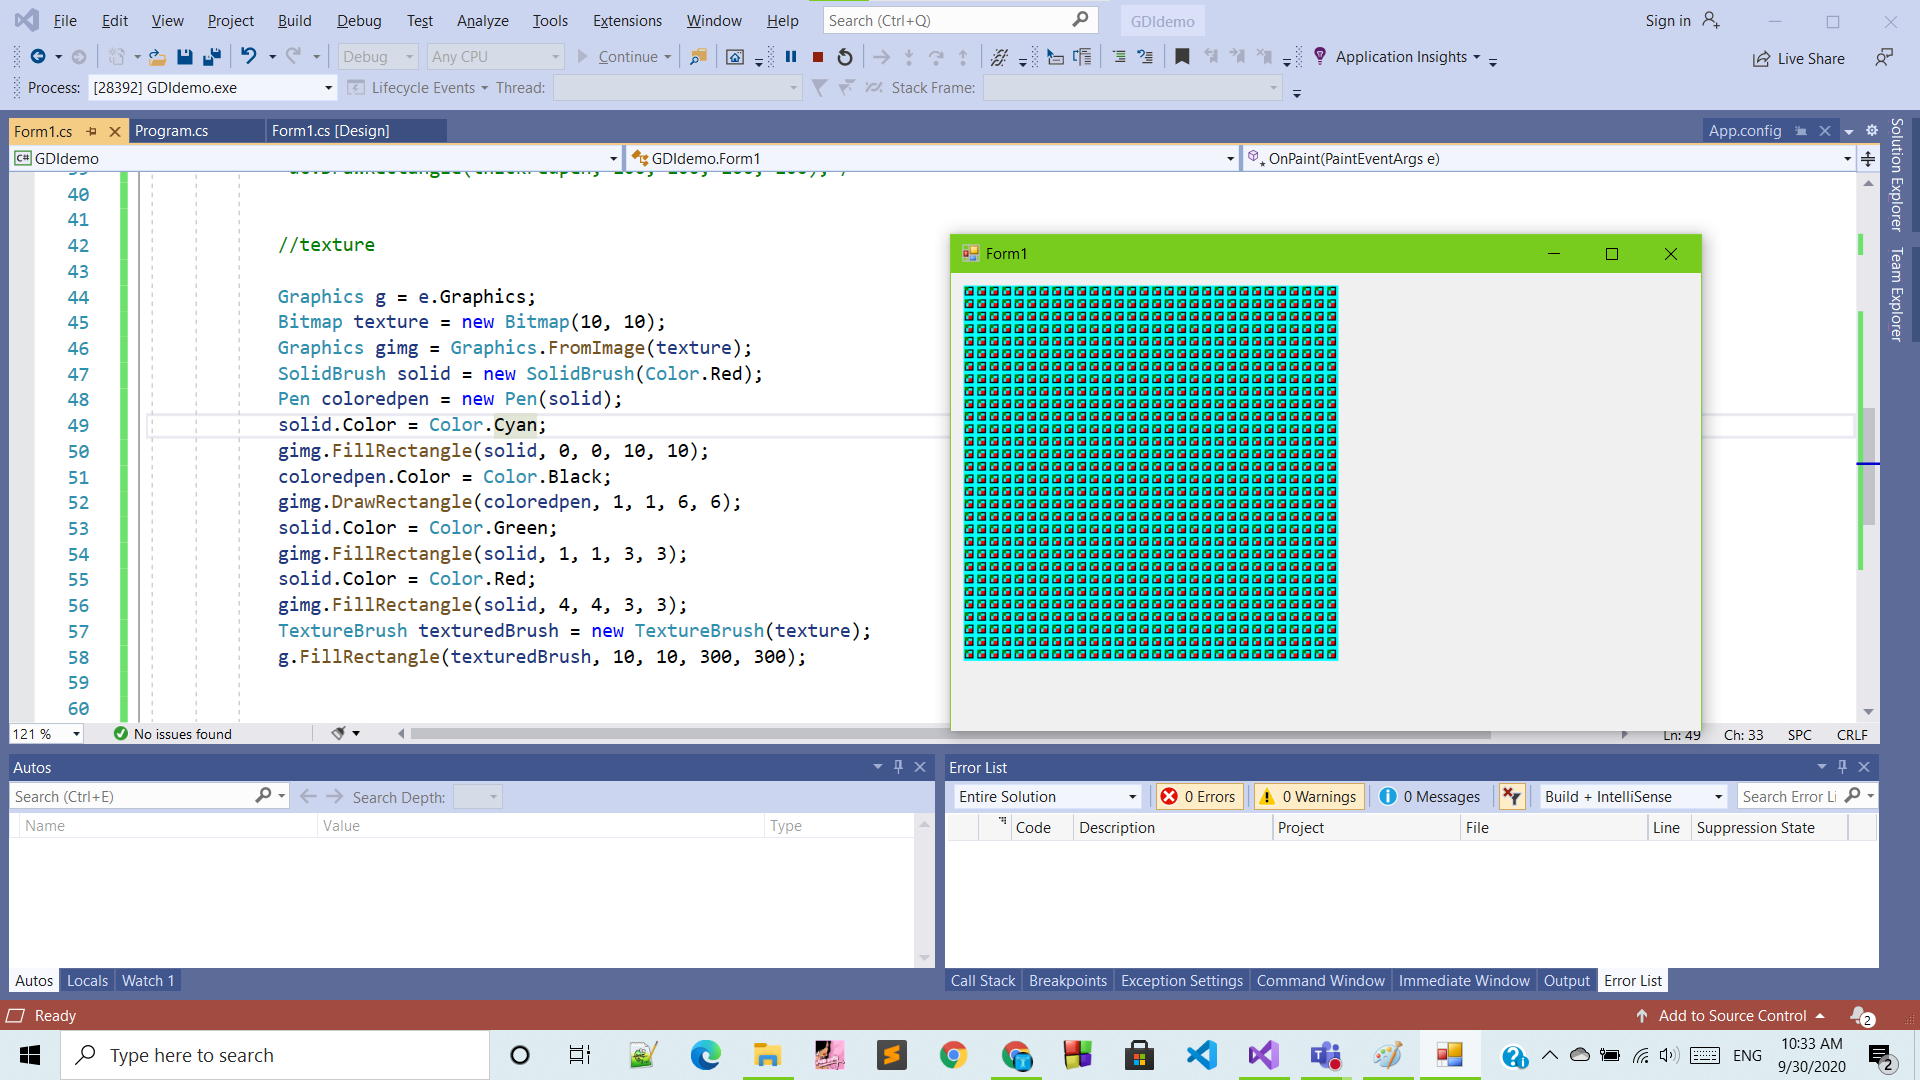 File Edit View Project Build Debug Test Analyze Tools Extensions Window Help Search (Ctrl+Q) GDIdemo Sign in
Debug Any CPU Continue Application Insights Live Share
Process: [28392] GDIdemo.exe Lifecycle Events Thread: Stack Frame:
Form1.cs Program.cs Form1.cs [Design] App.config
C# GDIdemo GDIdemo.Form1 OnPaint(PaintEventArgs e)
40
41
42 //texture
43
44 Graphics g = e.Graphics;
45 Bitmap texture = new Bitmap(10, 10);
46 Graphics gimg = Graphics.FromImage(texture);
47 SolidBrush solid = new SolidBrush(Color.Red);
48 Pen coloredpen = new Pen(solid);
49 solid.Color = Color.Cyan;
50 gimg.FillRectangle(solid, 0, 0, 10, 10);
51 coloredpen.Color = Color.Black;
52 gimg.DrawRectangle(coloredpen, 1, 1, 6, 6);
53 solid.Color = Color.Green;
54 gimg.FillRectangle(solid, 1, 1, 3, 3);
55 solid.Color = Color.Red;
56 gimg.FillRectangle(solid, 4, 4, 3, 3);
57 TextureBrush texturedBrush = new TextureBrush(texture);
58 g.FillRectangle(texturedBrush, 10, 10, 300, 300);
59
60
Form1
Solution Explorer
Team Explorer
121 % No issues found Ln: 49 Ch: 33 SPC CRLF
Autos
Search (Ctrl+E) Search Depth:
Name Value Type
Autos Locals Watch 1
Error List
Entire Solution 0 Errors 0 Warnings 0 Messages Build + IntelliSense Search Error Li
Code Description Project File Line Suppression State
Call Stack Breakpoints Exception Settings Command Window Immediate Window Output Error List
Ready Add to Source Control 2
Type here to search ENG 10:33 AM
9/30/2020 2